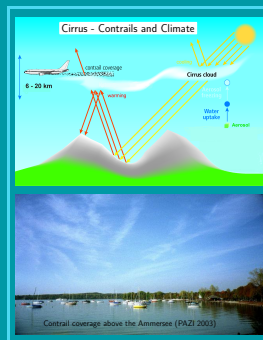 Cirrus - Contrails and Climate
contrail coverage
Cirrus cloud
6 - 20 km
warming
Water
uptake
Aerosol
Contrail coverage above the Ammersee (PAZI 2003)